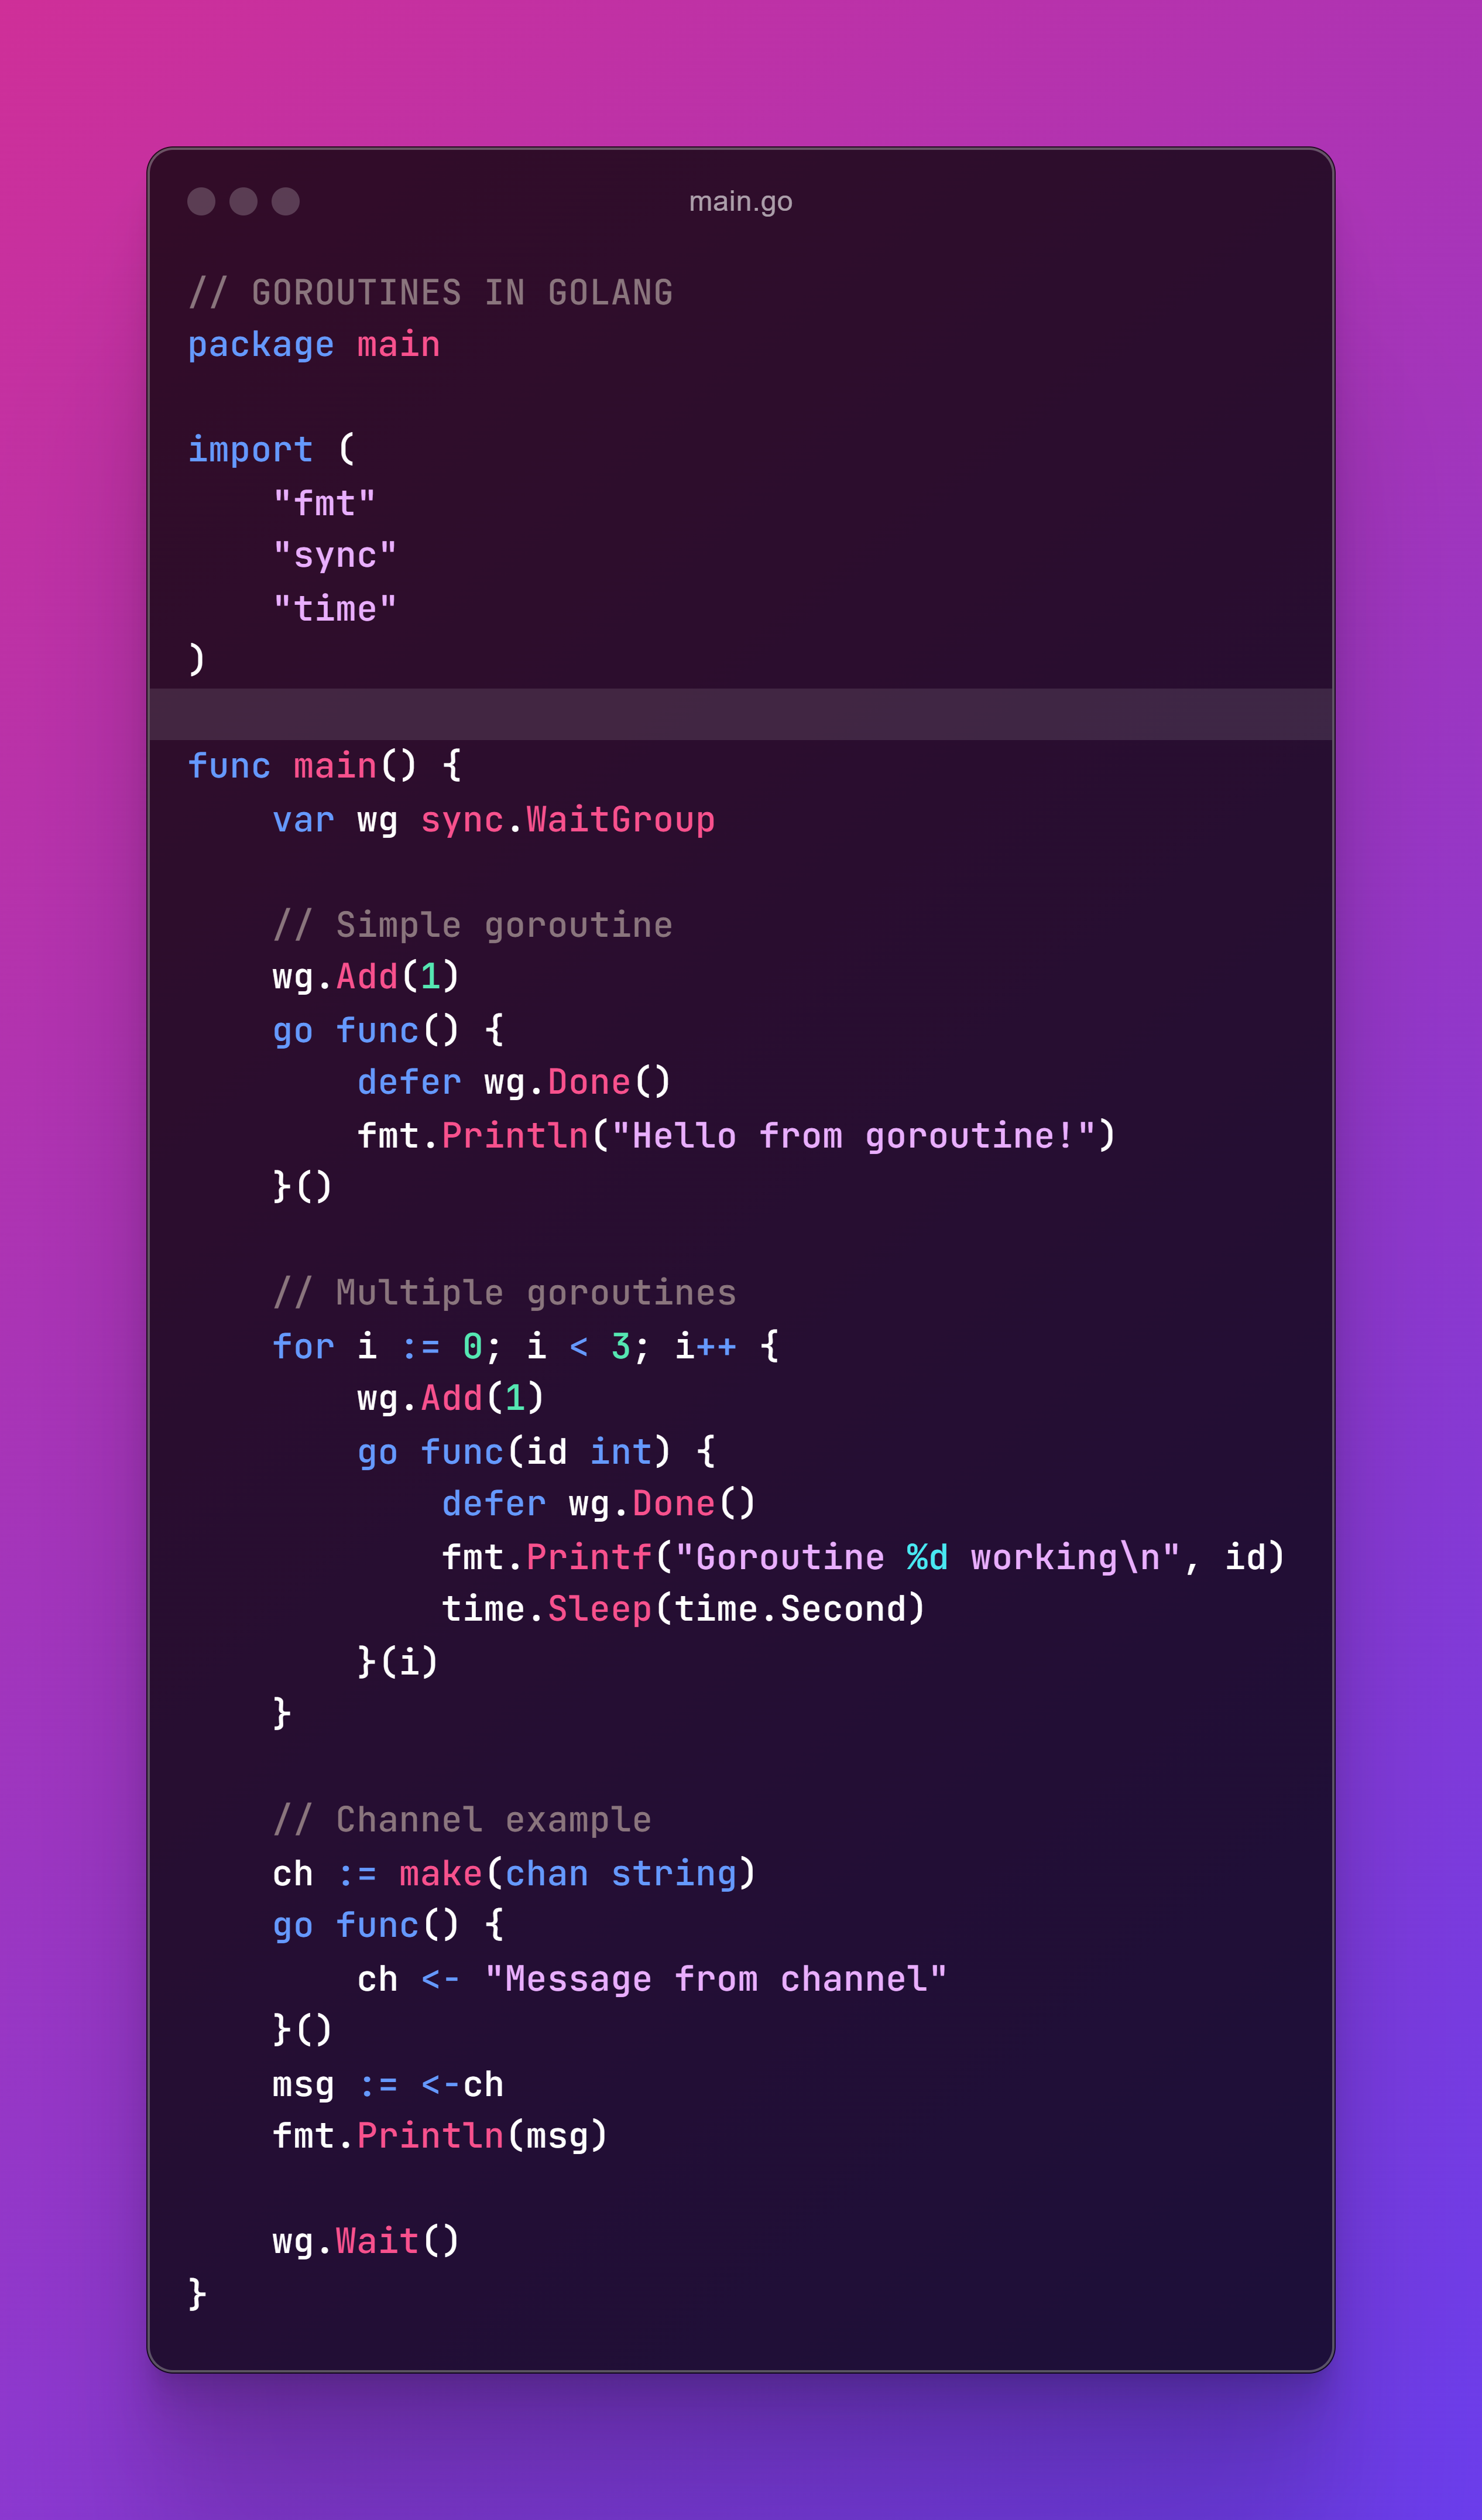 main.go
// GOROUTINES IN GOLANG
package main
import (
    "fmt"
    "sync"
    "time"
)
func main() {
    var wg sync.WaitGroup
    // Simple goroutine
    wg.Add(1)
    go func() {
        defer wg.Done()
        fmt.Println("Hello from goroutine!")
    }()
    // Multiple goroutines
    for i := 0; i < 3; i++ {
        wg.Add(1)
        go func(id int) {
            defer wg.Done()
            fmt.Printf("Goroutine %d working\n", id)
            time.Sleep(time.Second)
        }(i)
    }
    // Channel example
    ch := make(chan string)
    go func() {
        ch <- "Message from channel"
    }()
    msg := <-ch
    fmt.Println(msg)
    wg.Wait()
}